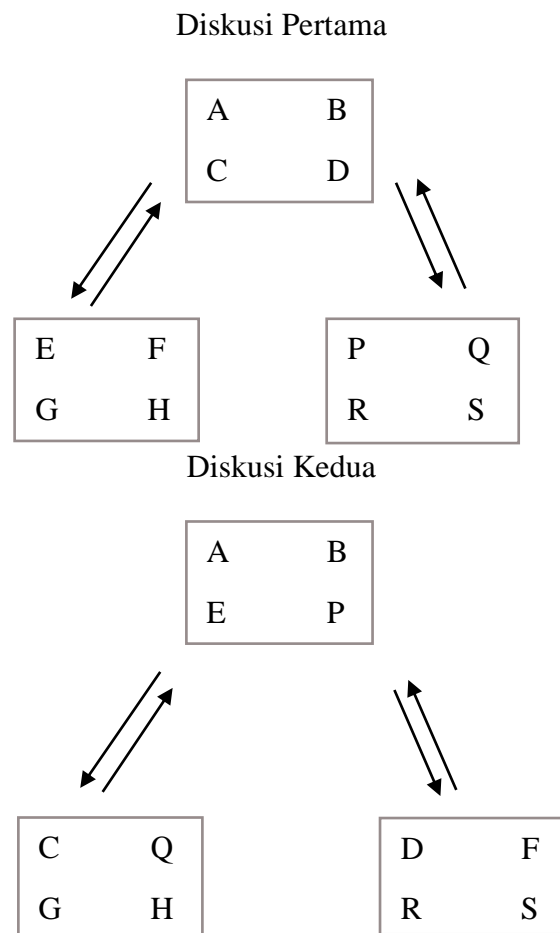 Diskusi Pertama
A B
C D
E F
G H
P Q
R S
Diskusi Kedua
A B
E P
C Q
G H
D F
R S